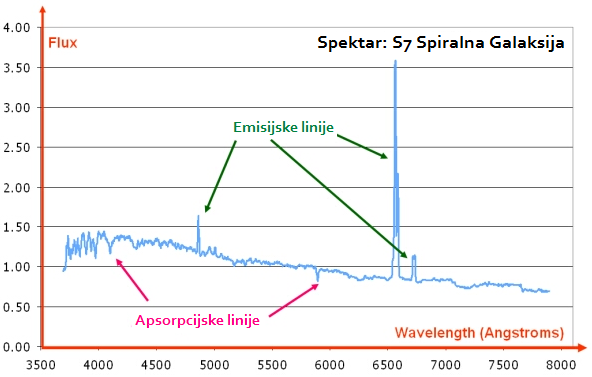 4.00
Flux
Spektar: S7 Spiralna Galaksija
3.50
3.00
Emisijske linije
2.50
2.00
1.50
1.00
0.50
Apsorpcijske linije
Wavelength (Angstroms)
0.00
3500 4000 4500 5000 5500 6000 6500 7000 7500 8000